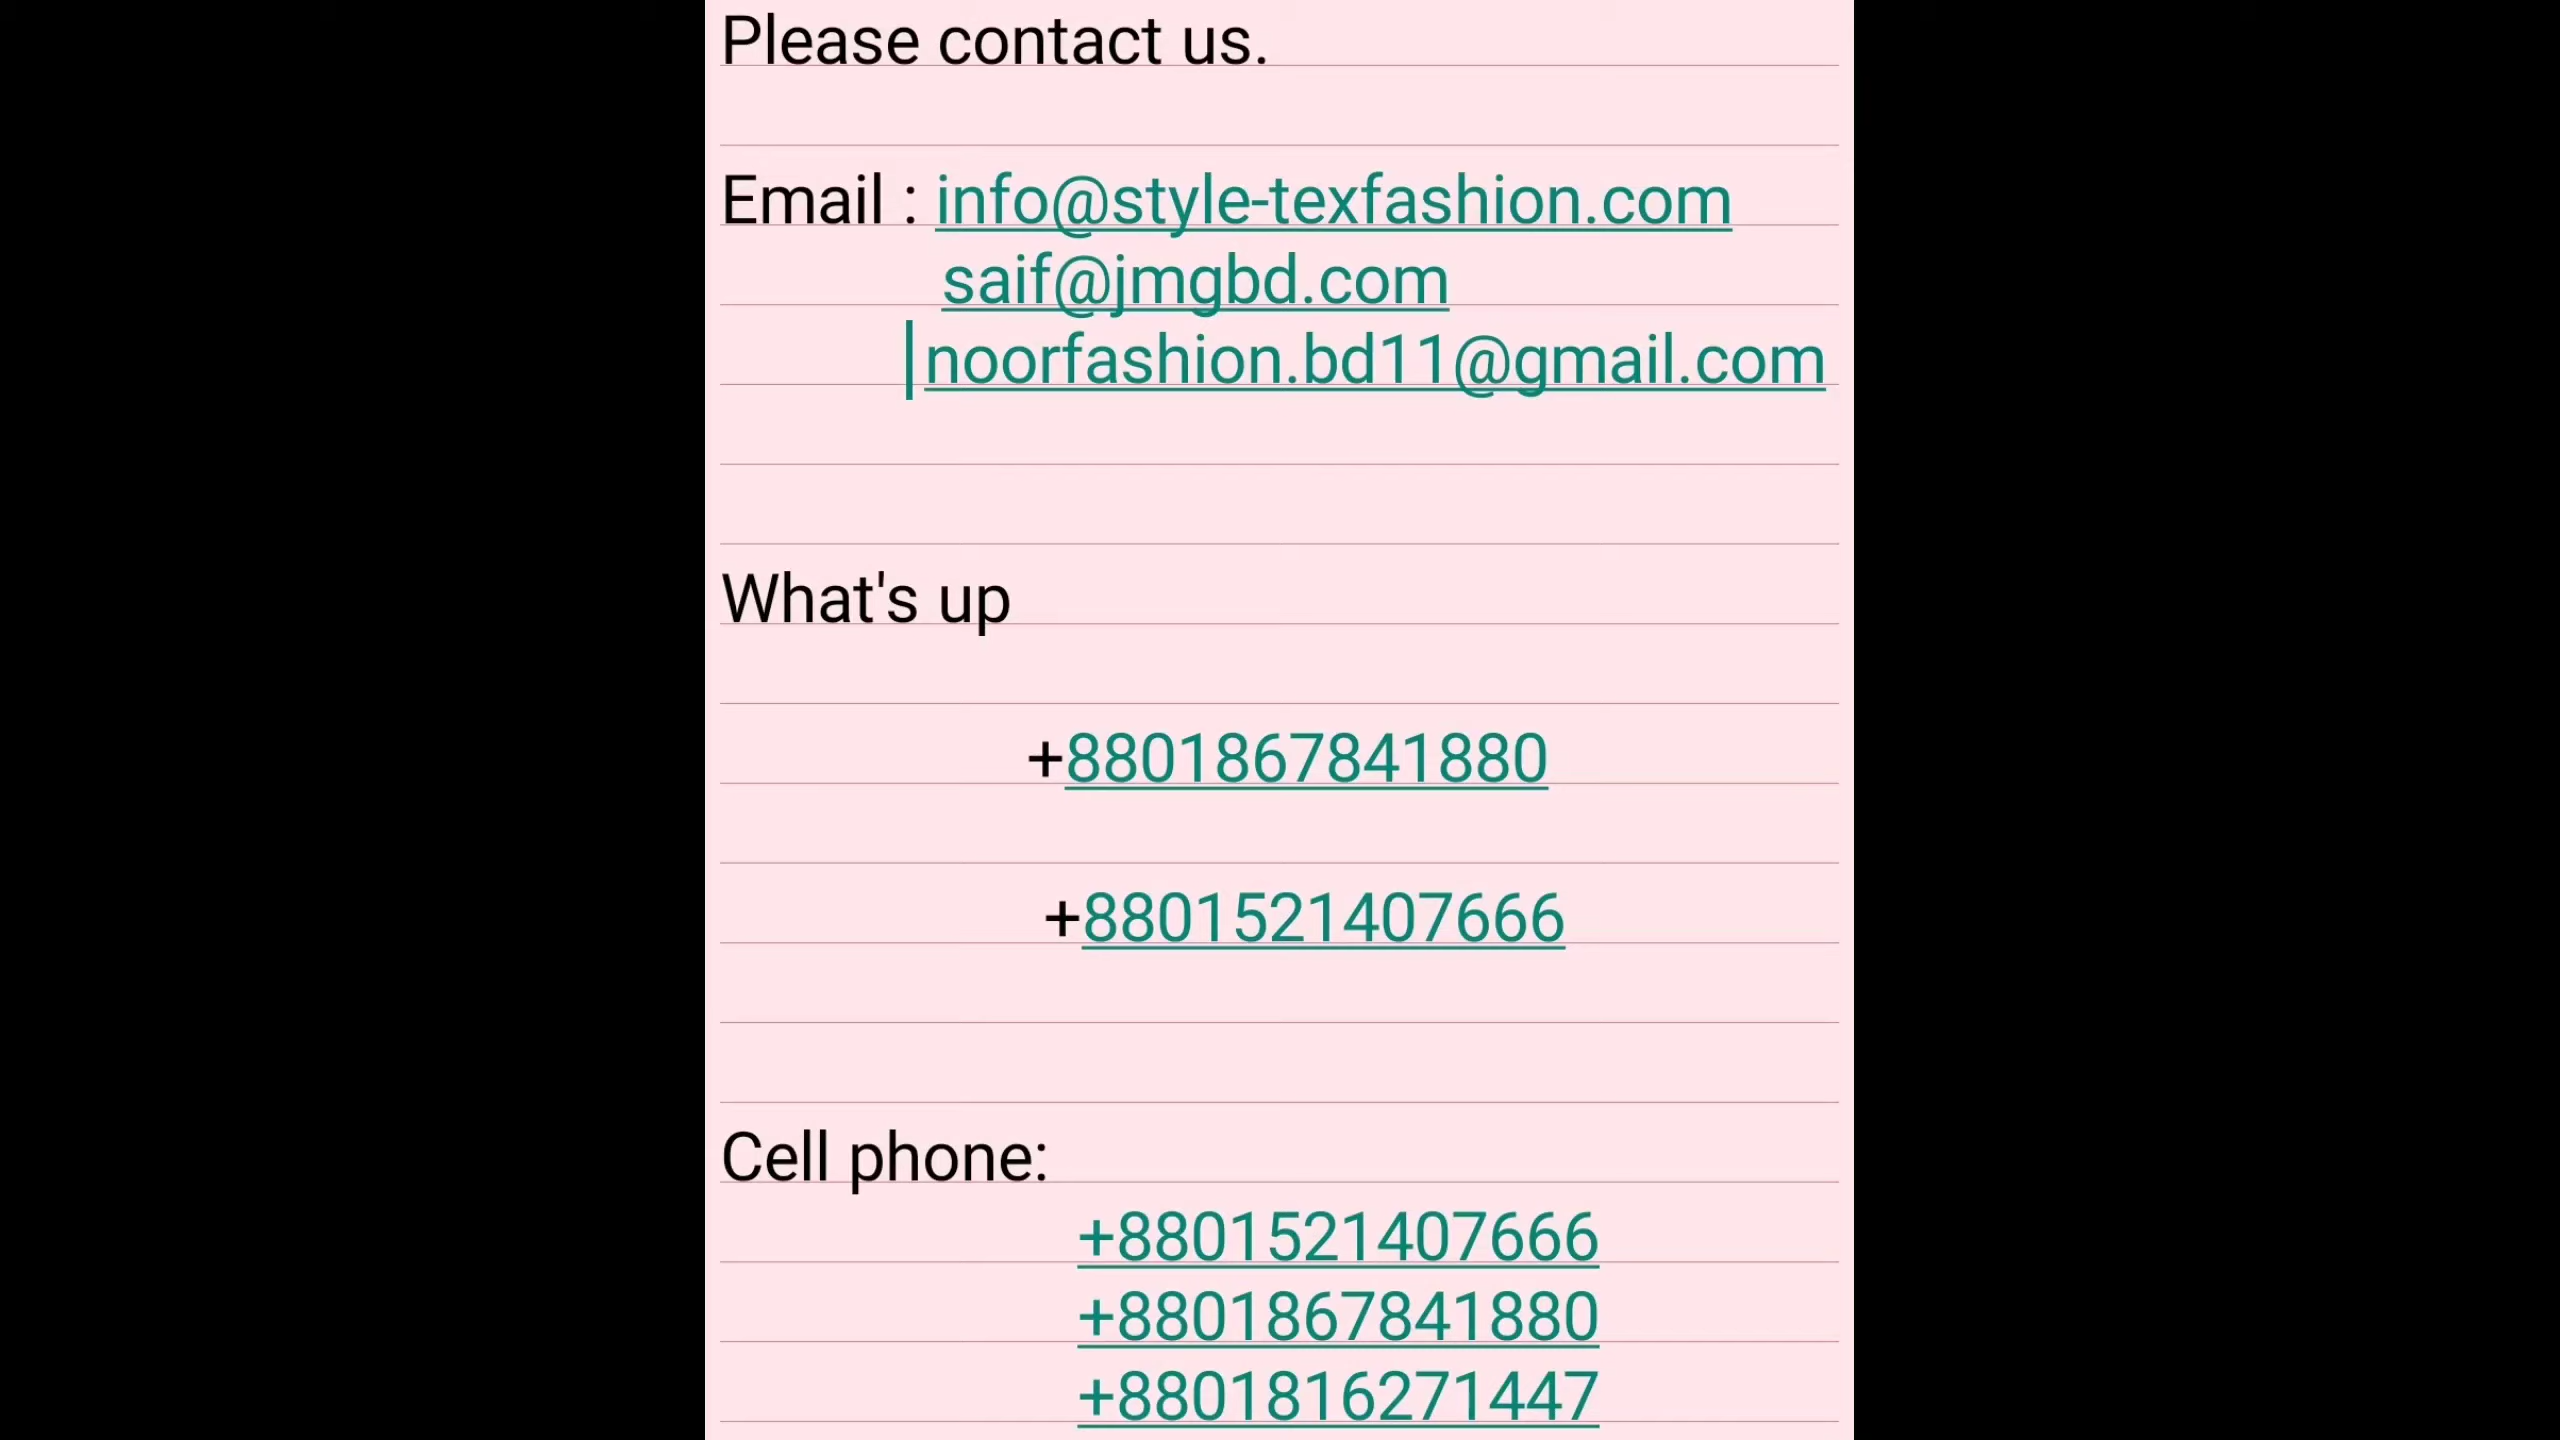 Please contact us.
Email : info@style-texfashion.com
saif@jmgbd.com
noorfashion.bd11@gmail.com
What's up
+8801867841880
+8801521407666
Cell phone:
+8801521407666
+8801867841880
+8801816271447